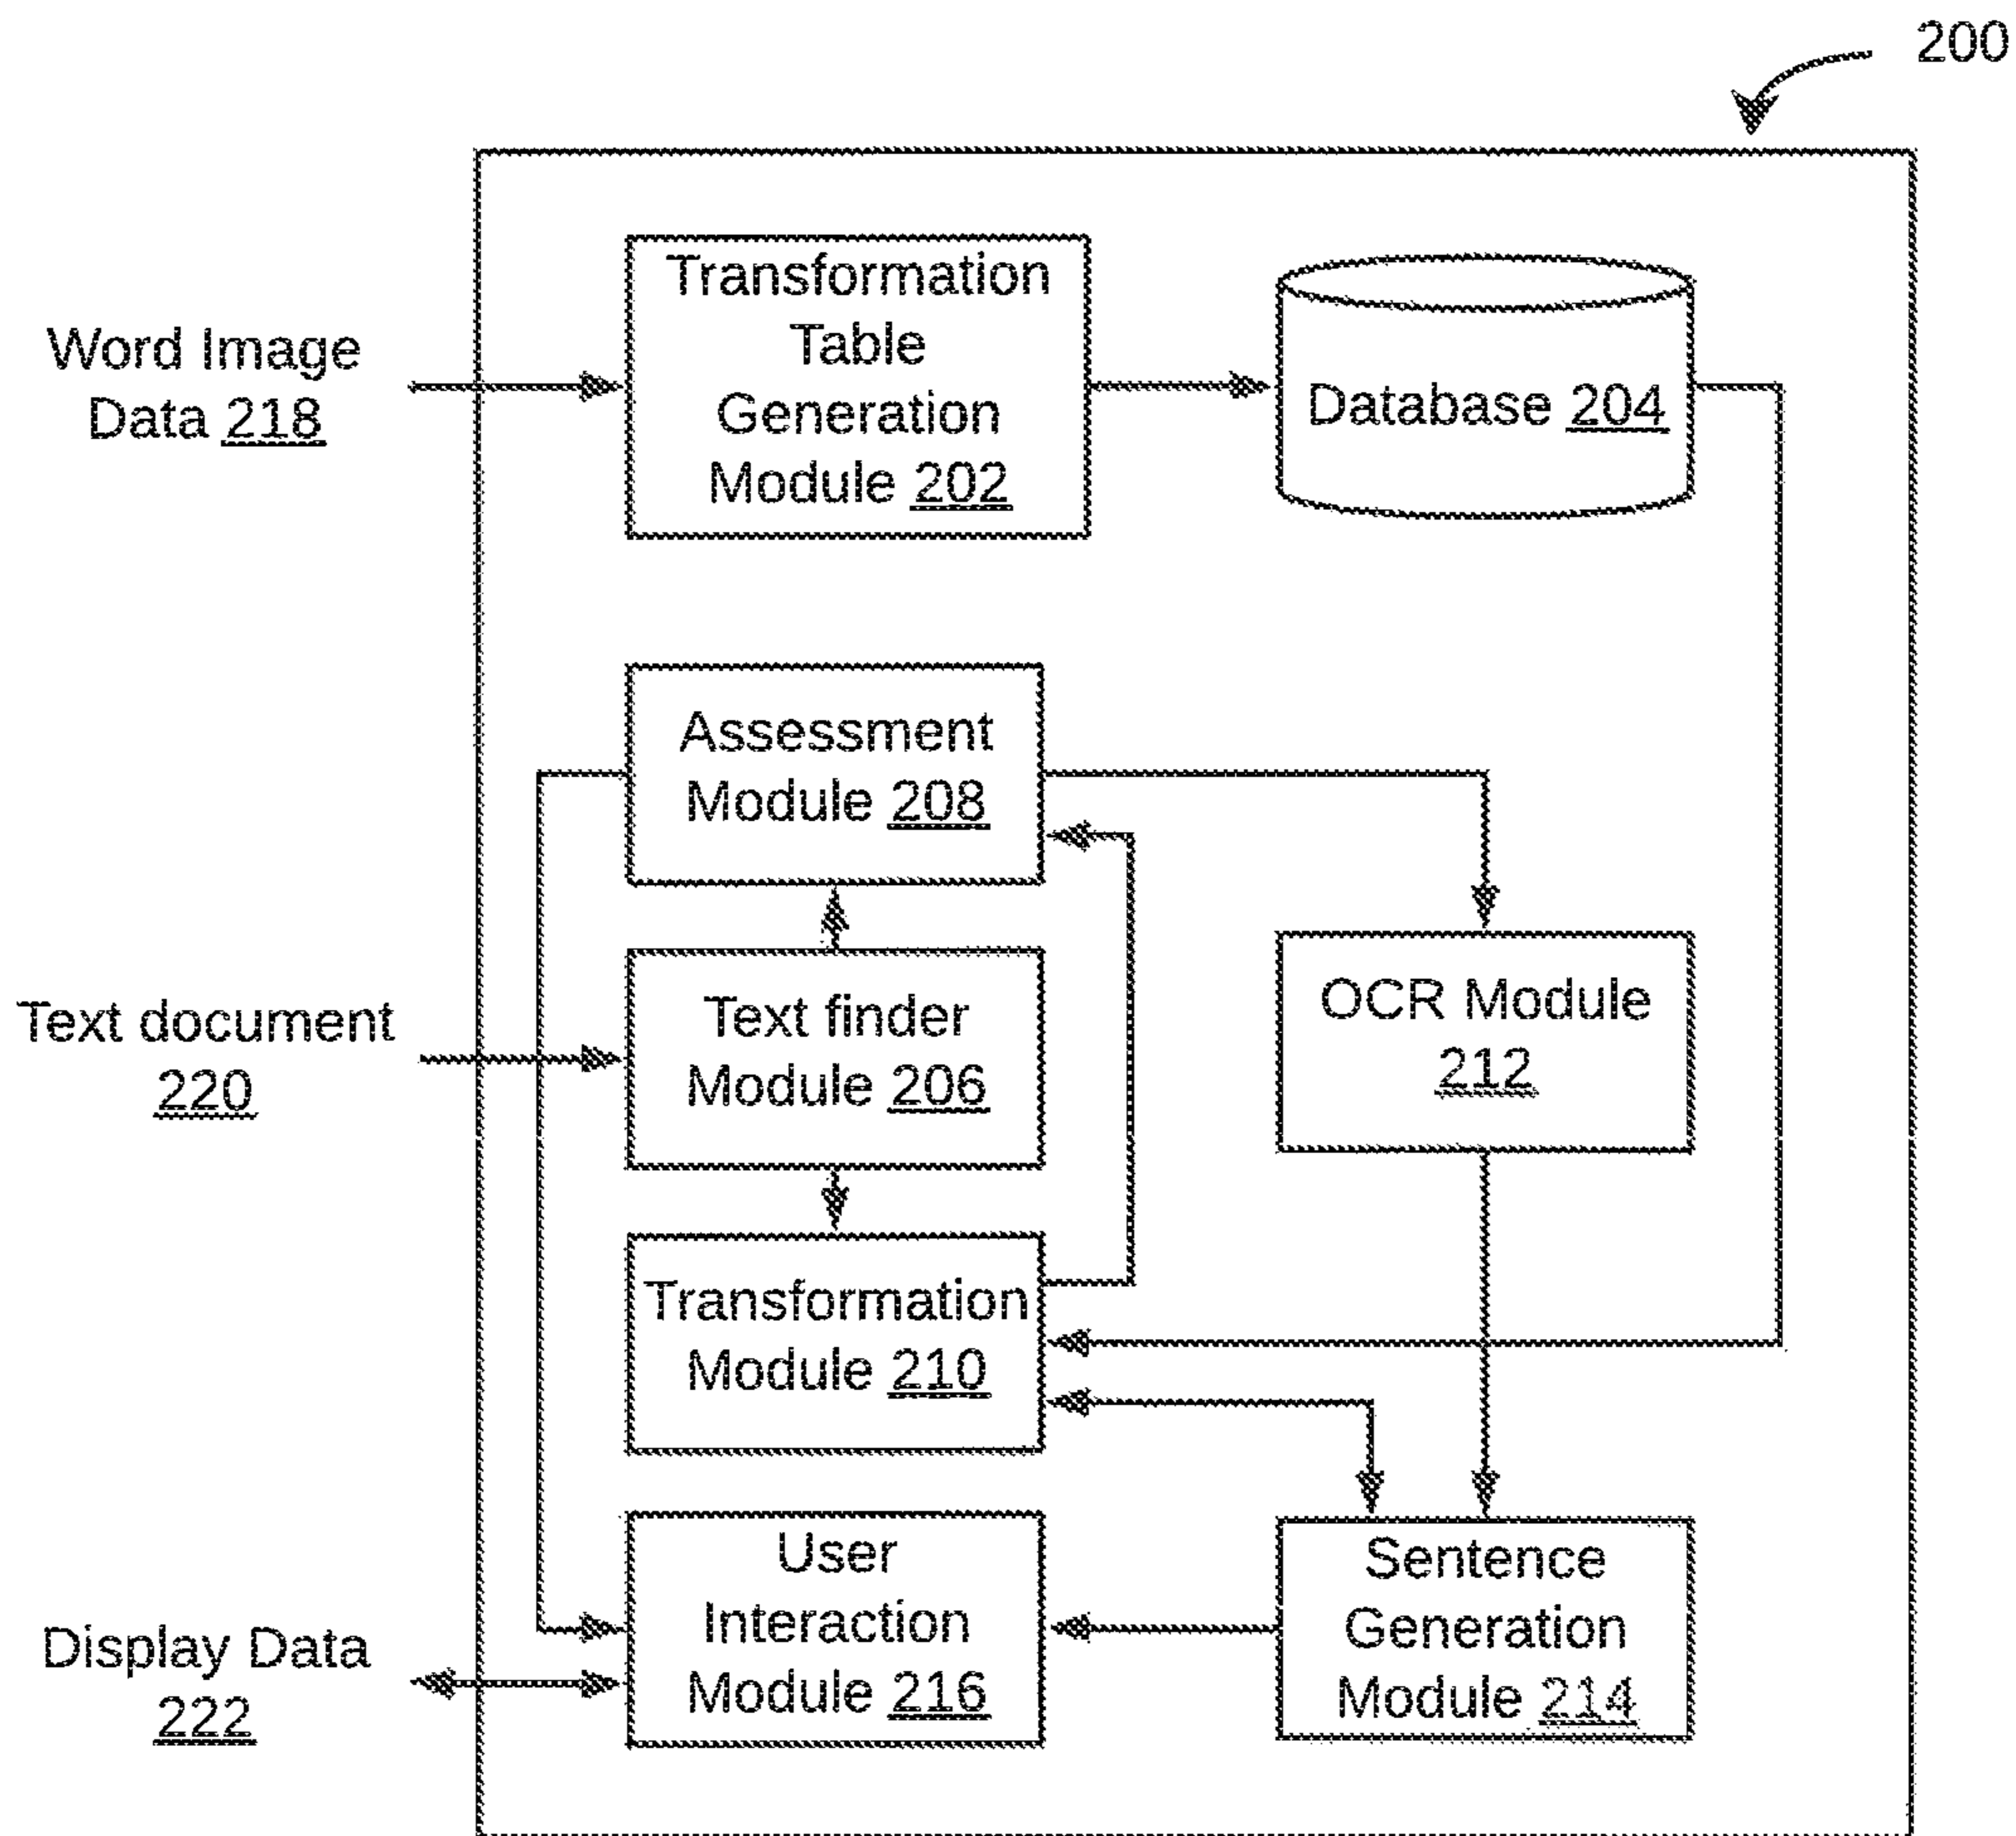 200
Transformation
Table
Generation
Module 202
Word Image
Data 218
Database 204
Assessment
Module 208
Text finder
Module 206
Text document
220
OCR Module
212
Transformation
Module 210
User
Interaction
Module 216
Display Data
222
Sentence
Generation
Module 214